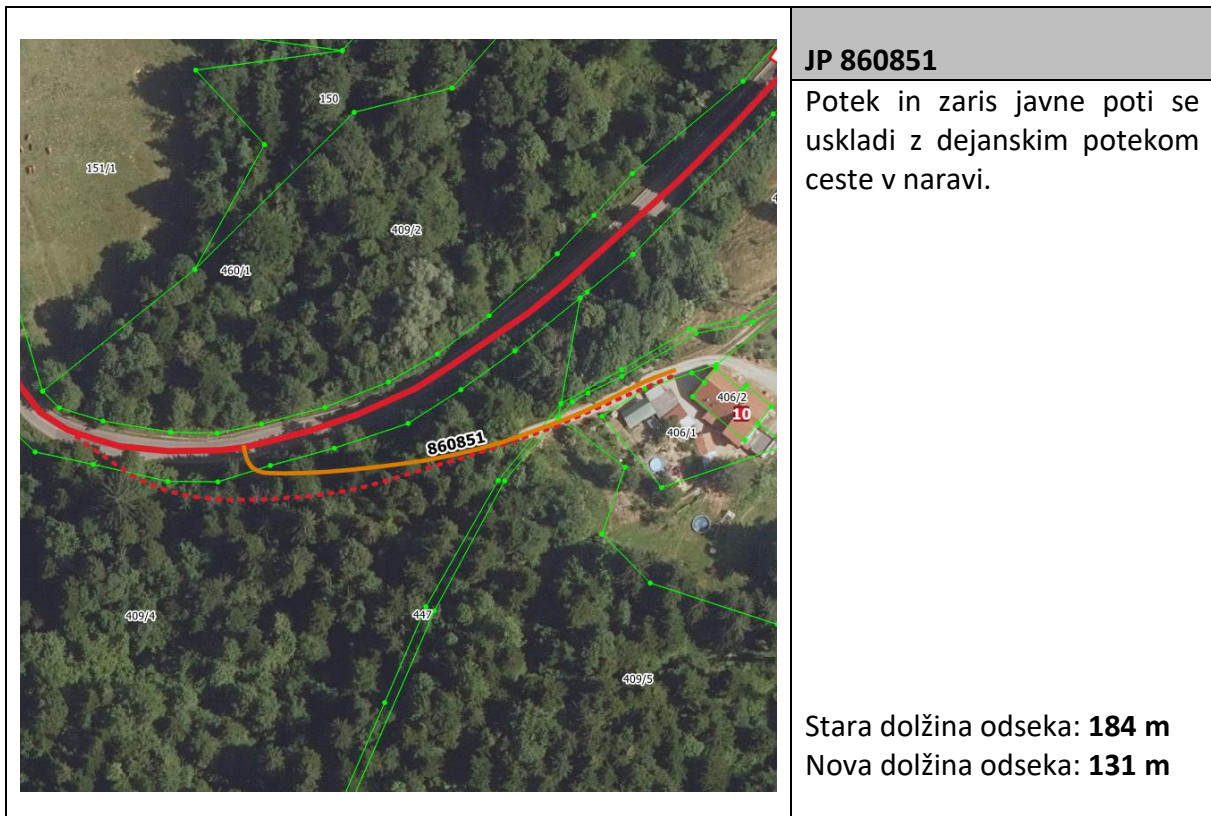 JP 860851
Potek in zaris javne poti se
uskladi z dejanskim potekom
ceste v naravi.
Stara dolžina odseka: 184 m
Nova dolžina odseka: 131 m
150
151/1
409/2
460/1
406/2
10
406/1
860851
409/4
447
409/5